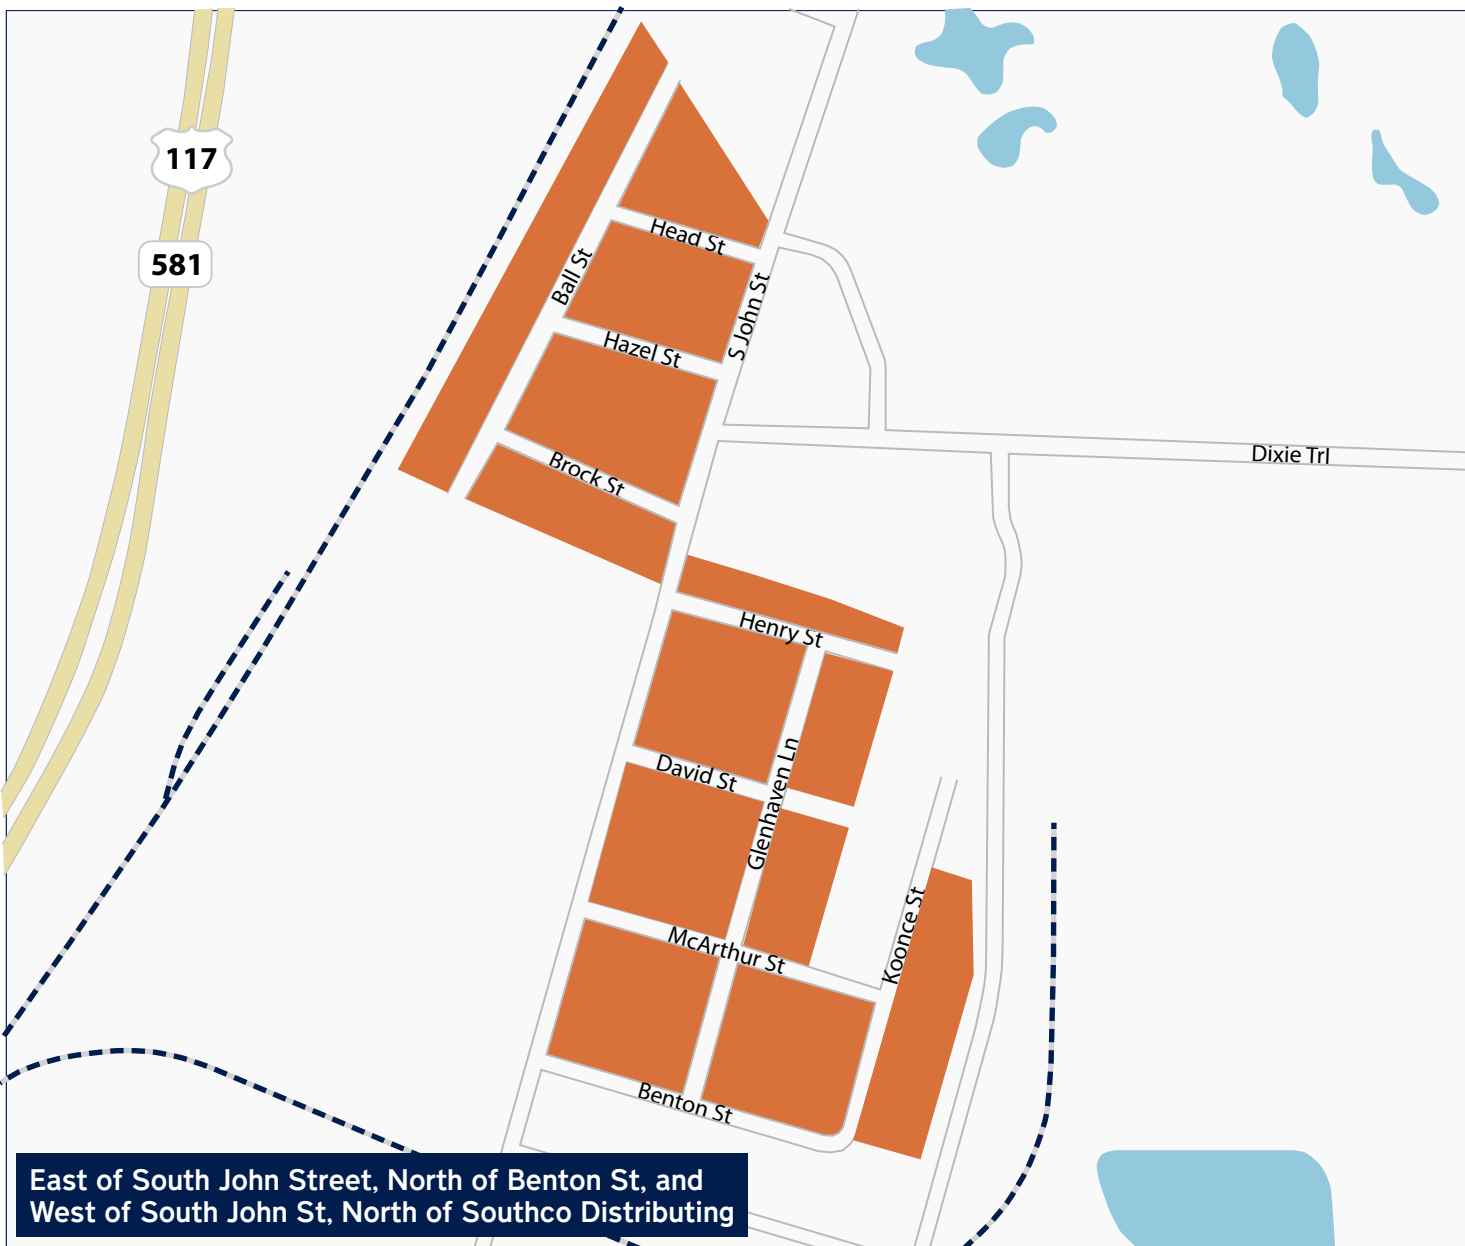 117
581
Head St
Ball St
S John St
Hazel St
Dixie Trl
Brock St
Henry St
David St
Glenhaven Ln
Koonce St
McArthur St
Benton St
East of South John Street, North of Benton St, and
West of South John St, North of Southco Distributing